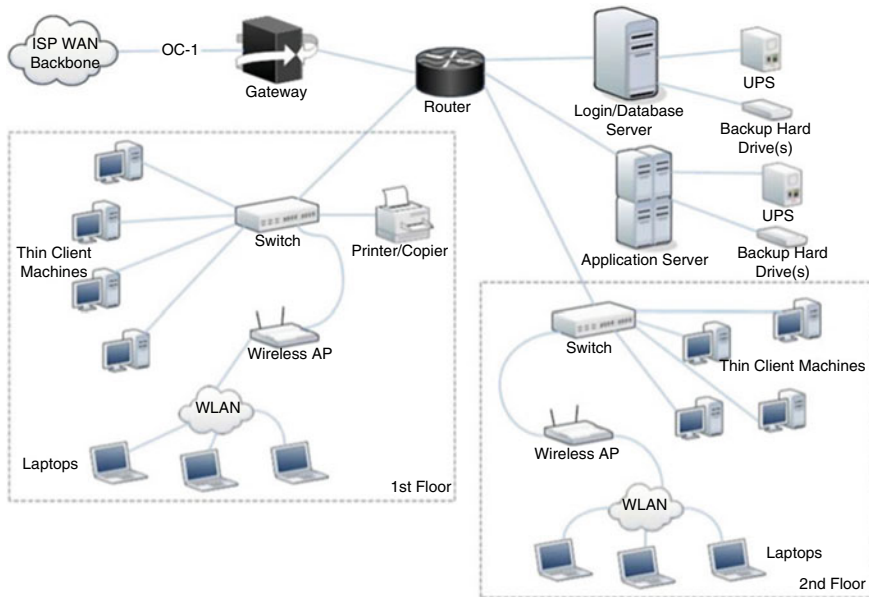 ISP WAN
Backbone
OC-1
Gateway
Router
Login/Database
Server
UPS
Backup Hard
Drive(s)
Application Server
UPS
Backup Hard
Drive(s)
Thin Client
Machines
Switch
Printer/Copier
Wireless AP
WLAN
Laptops
1st Floor
Switch
Thin Client Machines
Wireless AP
WLAN
Laptops
2nd Floor